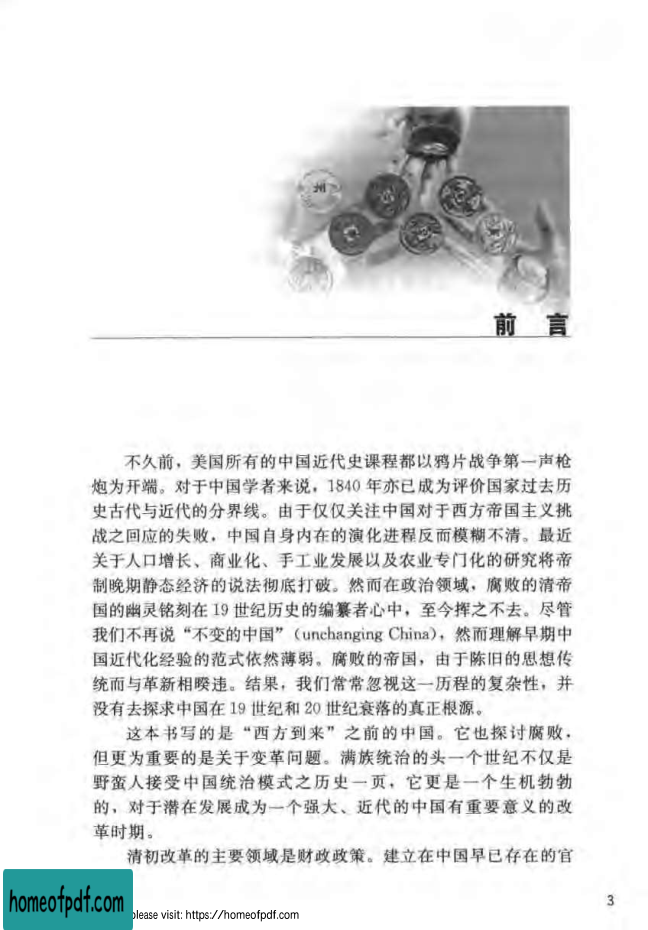 州
前 言
不久前，美国所有的中国近代史课程都以鸦片战争第一声枪
炮为开端。对于中国学者来说，1840 年亦已成为评价国家过去历
史古代与近代的分界线。由于仅仅关注中国对于西方帝国主义挑
战之回应的失败，中国自身内在的演化进程反而模糊不清。最近
关于人口增长、商业化、手工业发展以及农业专门化的研究将帝
制晚期静态经济的说法彻底打破。然而在政治领域，腐败的清帝
国的幽灵铭刻在 19 世纪历史的编纂者心中，至今挥之不去。尽管
我们不再说“不变的中国”（unchanging China），然而理解早期中
国近代化经验的范式依然薄弱。腐败的帝国，由于陈旧的思想传
统而与革新相暌违。结果，我们常常忽视这一历程的复杂性，并
没有去探求中国在 19 世纪和 20 世纪衰落的真正根源。
这本书写的是“西方到来”之前的中国。它也探讨腐败，
但更为重要的是关于变革问题。满族统治的头一个世纪不仅是
野蛮人接受中国统治模式之历史一页，它更是一个生机勃勃
的，对于潜在发展成为一个强大、近代的中国有重要意义的改
革时期。
清初改革的主要领域是财政政策。建立在中国早已存在的官
3
homeofpdf.com
please visit: https://homeofpdf.com